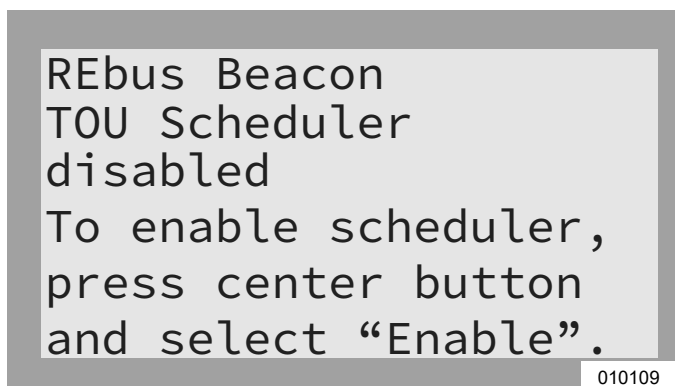 REbus Beacon
TOU Scheduler
disabled
To enable scheduler,
press center button
and select “Enable”.
010109